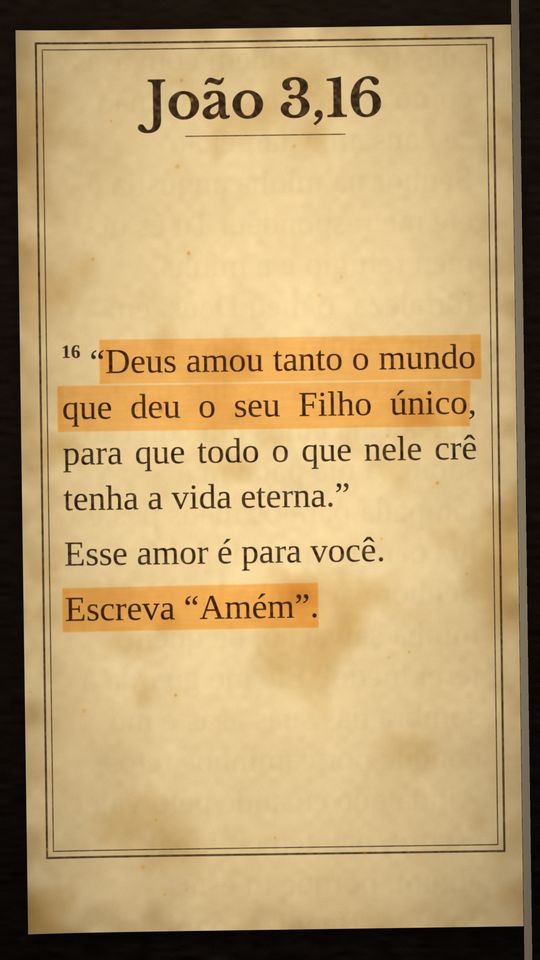 João 3,16
16 “Deus amou tanto o mundo
que deu o seu Filho único,
para que todo o que nele crê
tenha a vida eterna.”
Esse amor é para você.
Escreva “Amém”.